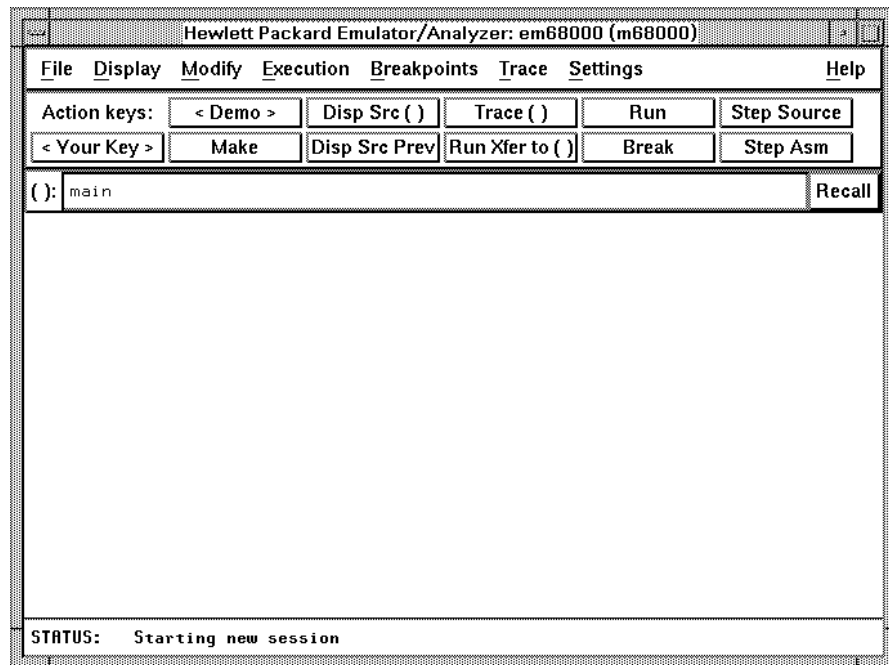 Hewlett Packard Emulator/Analyzer: em68000 (m68000)
File Display Modify Execution Breakpoints Trace Settings Help
Action keys: < Demo > Disp Src ( ) Trace ( ) Run Step Source
< Your Key > Make Disp Src Prev Run Xfer to ( ) Break Step Asm
( ): main Recall
STATUS: Starting new session